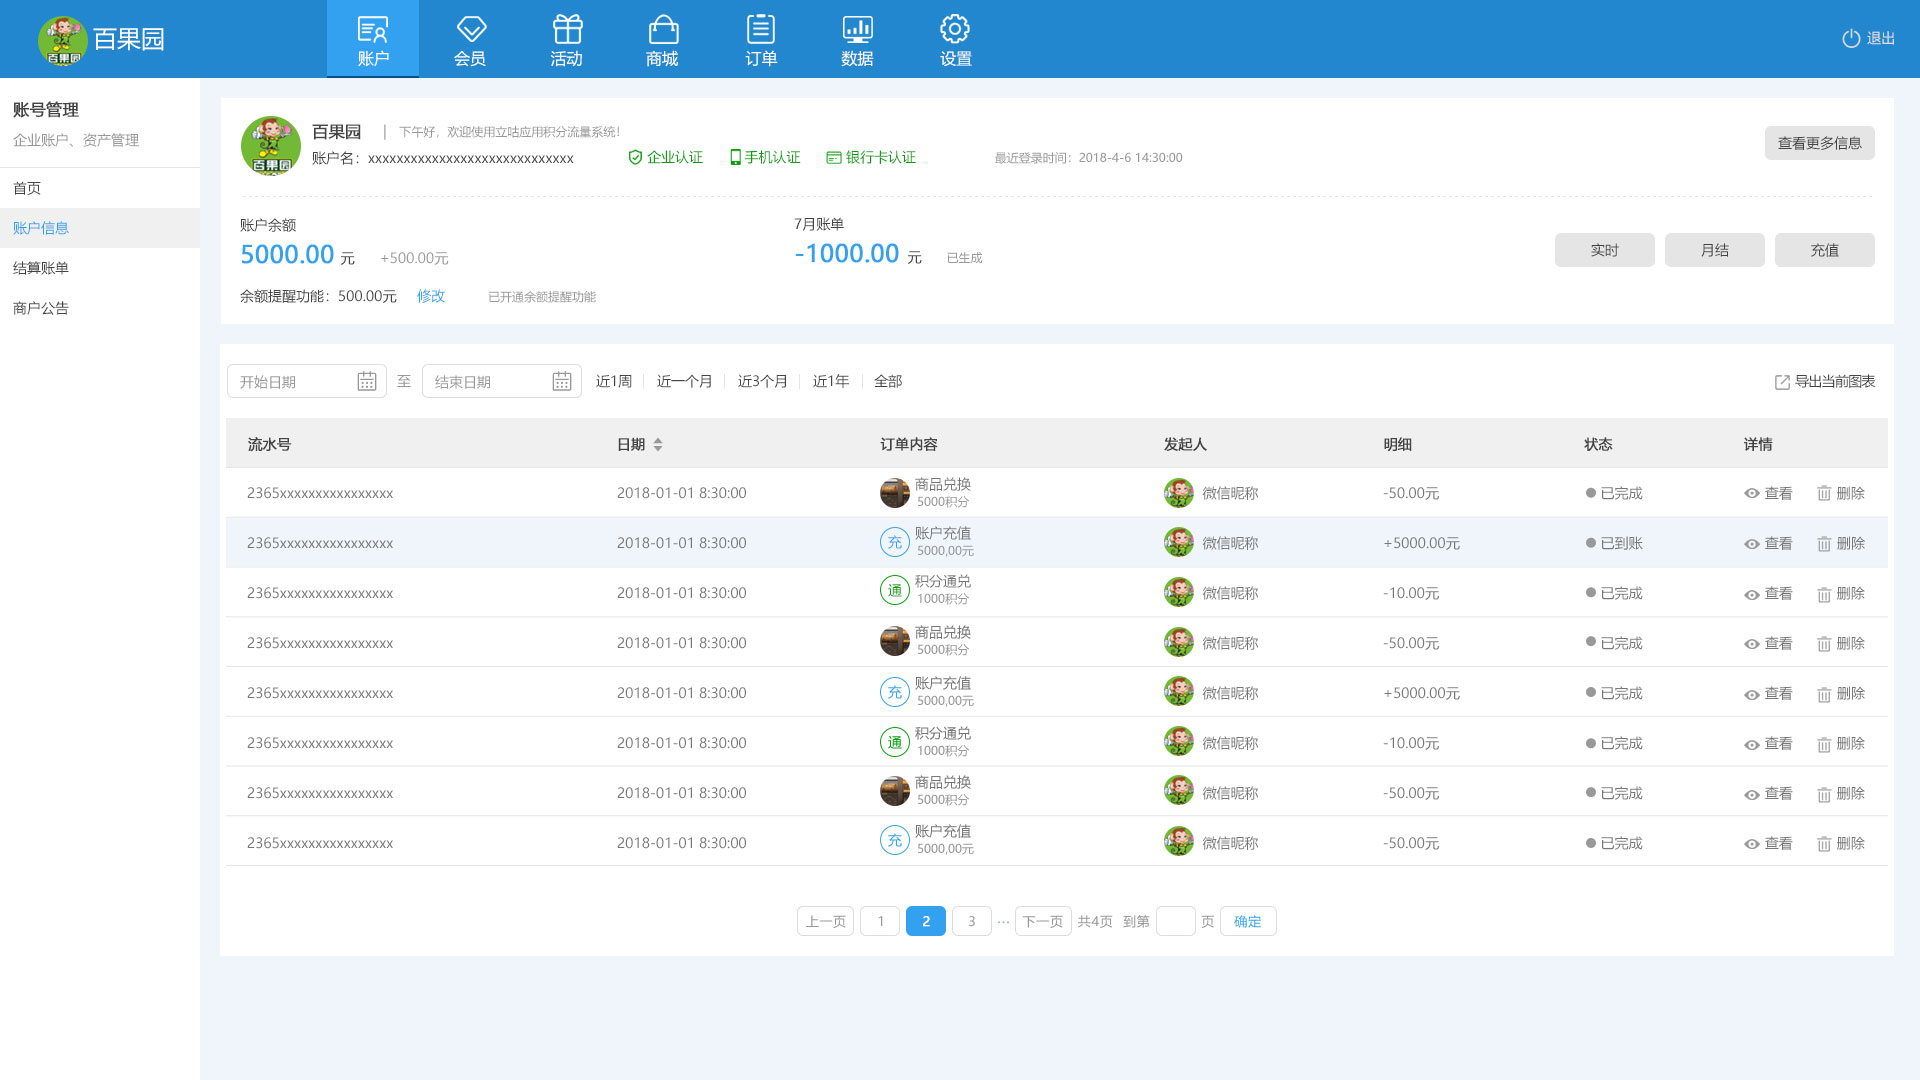 百果园
账户 会员 活动 商城 订单 数据 设置
退出
账号管理
企业账户、资产管理
首页
账户信息
结算账单
商户公告
百果园 | 下午好，欢迎使用立咕应用积分流量系统！
账户名：xxxxxxxxxxxxxxxxxxxxxxxxxxxxx 企业认证 手机认证 银行卡认证 最近登录时间：2018-4-6 14:30:00
查看更多信息
账户余额
5000.00 元 +500.00元
余额提醒功能：500.00元 修改 已开通余额提醒功能
7月账单
-1000.00 元 已生成
实时 月结 充值
开始日期 至 结束日期 近1周 近一个月 近3个月 近1年 全部 导出当前图表
流水号 日期 订单内容 发起人 明细 状态 详情
2365xxxxxxxxxxxxxxxx 2018-01-01 8:30:00 商品兑换 5000积分 微信昵称 -50.00元 已完成 查看 删除
2365xxxxxxxxxxxxxxxx 2018-01-01 8:30:00 充 账户充值 5000,00元 微信昵称 +5000.00元 已到账 查看 删除
2365xxxxxxxxxxxxxxxx 2018-01-01 8:30:00 通 积分通兑 1000积分 微信昵称 -10.00元 已完成 查看 删除
2365xxxxxxxxxxxxxxxx 2018-01-01 8:30:00 商品兑换 5000积分 微信昵称 -50.00元 已完成 查看 删除
2365xxxxxxxxxxxxxxxx 2018-01-01 8:30:00 充 账户充值 5000,00元 微信昵称 +5000.00元 已完成 查看 删除
2365xxxxxxxxxxxxxxxx 2018-01-01 8:30:00 通 积分通兑 1000积分 微信昵称 -10.00元 已完成 查看 删除
2365xxxxxxxxxxxxxxxx 2018-01-01 8:30:00 商品兑换 5000积分 微信昵称 -50.00元 已完成 查看 删除
2365xxxxxxxxxxxxxxxx 2018-01-01 8:30:00 充 账户充值 5000,00元 微信昵称 -50.00元 已完成 查看 删除
上一页 1 2 3 ··· 下一页 共4页 到第 页 确定